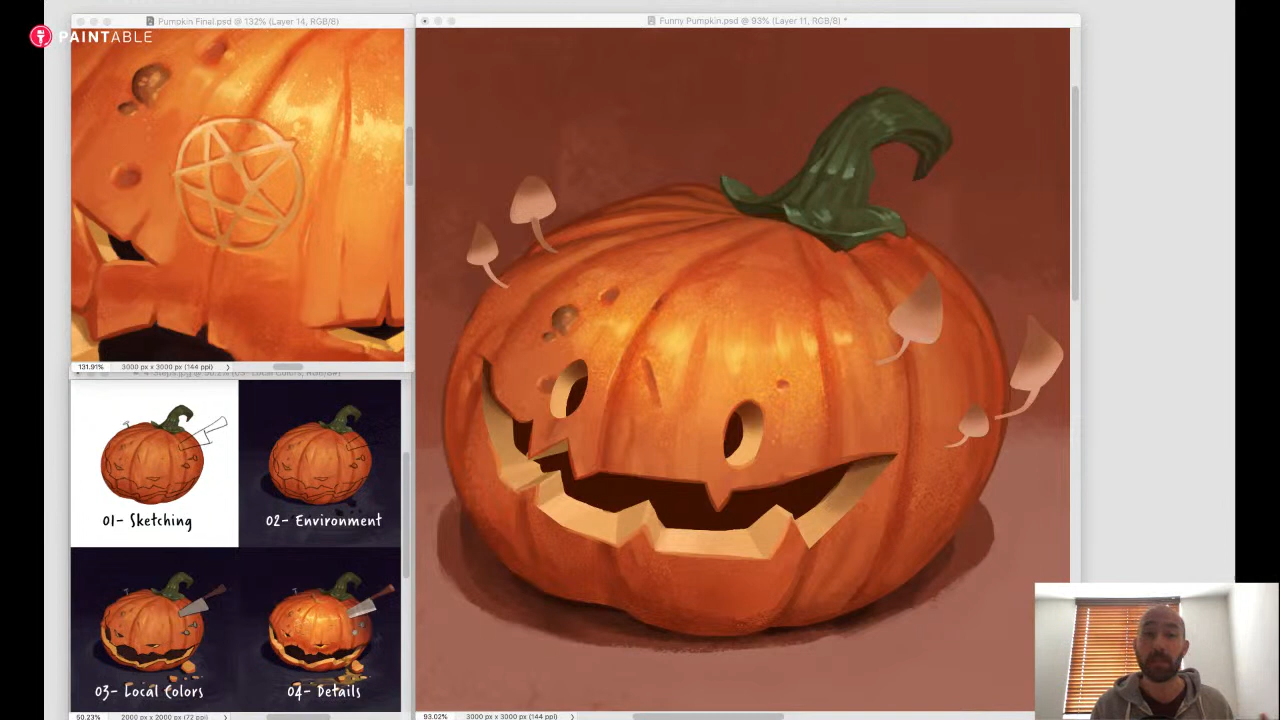 Pumpkin Final.psd @ 132% (Layer 14, RGB/8)
Funny Pumpkin.psd @ 93% (Layer 11, RGB/8) *
PAINTABLE
131.91%
3000 px x 3000 px (144 ppi)
01- Sketching
02- Environment
03- Local Colors
04- Details
50.23%
2000 px x 2000 px (72 ppi)
93.02%
3000 px x 3000 px (144 ppi)